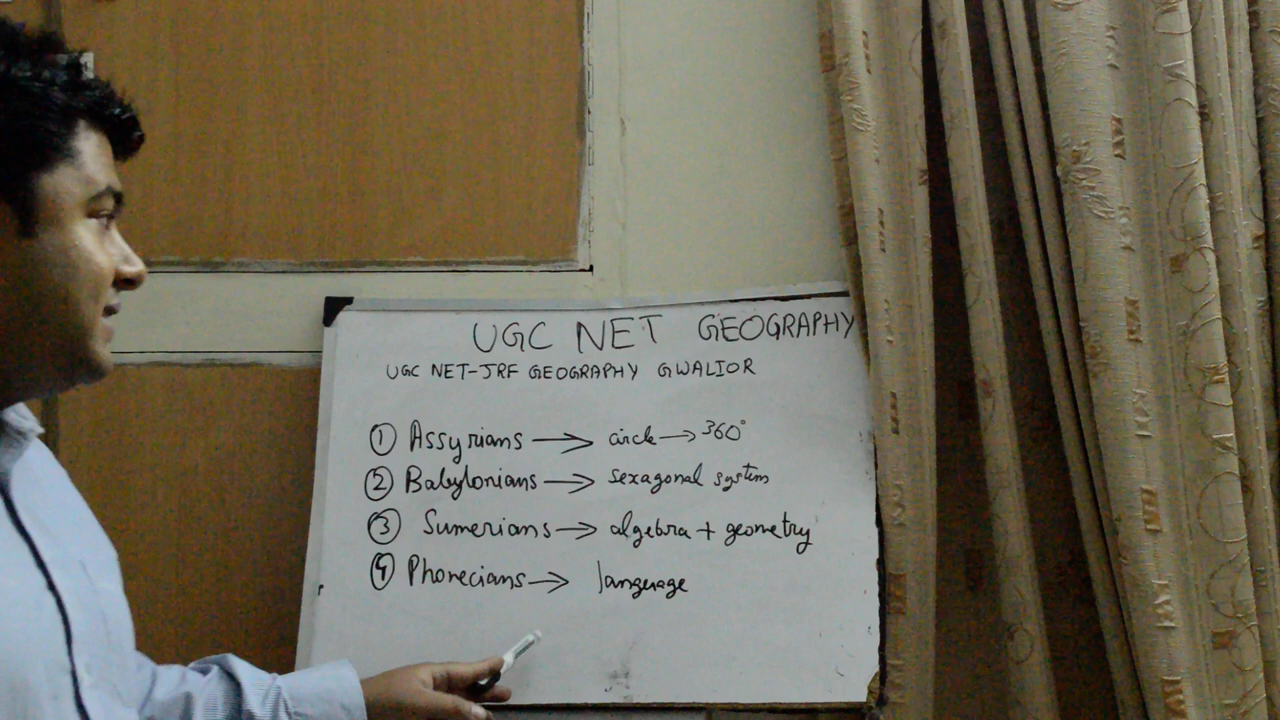 UGC NET GEOGRAPHY
UGC NET-JRF GEOGRAPHY GWALIOR
① Assyrians → circle → 360°
② Babylonians → sexagonal system
③ Sumerians → algebra + geometry
④ Phonecians → language